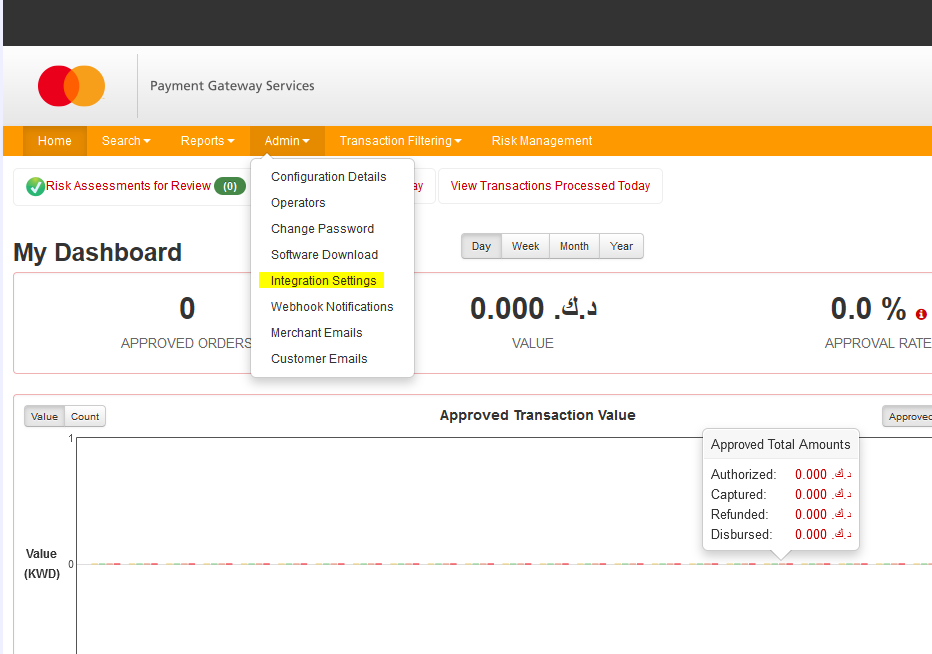 Payment Gateway Services
Home Search Reports Admin Transaction Filtering Risk Management
Risk Assessments for Review (0)
View Transactions Processed Today
Configuration Details
Operators
Change Password
Software Download
Integration Settings
Webhook Notifications
Merchant Emails
Customer Emails
My Dashboard
Day Week Month Year
0
APPROVED ORDERS
0.000 د.ك.
VALUE
0.0 %
APPROVAL RATE
Value Count
Approved Transaction Value
Approved
1
Approved Total Amounts
Authorized: 0.000 د.ك.
Captured: 0.000 د.ك.
Refunded: 0.000 د.ك.
Disbursed: 0.000 د.ك.
Value
(KWD)
0